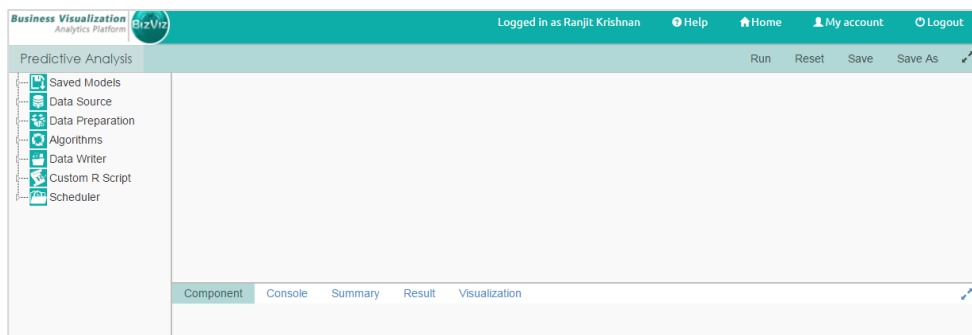 Business Visualization
Analytics Platform
BizViz
Logged in as Ranjit Krishnan
Help
Home
My account
Logout
Predictive Analysis
Run
Reset
Save
Save As
Saved Models
Data Source
Data Preparation
Algorithms
Data Writer
Custom R Script
Scheduler
Component
Console
Summary
Result
Visualization